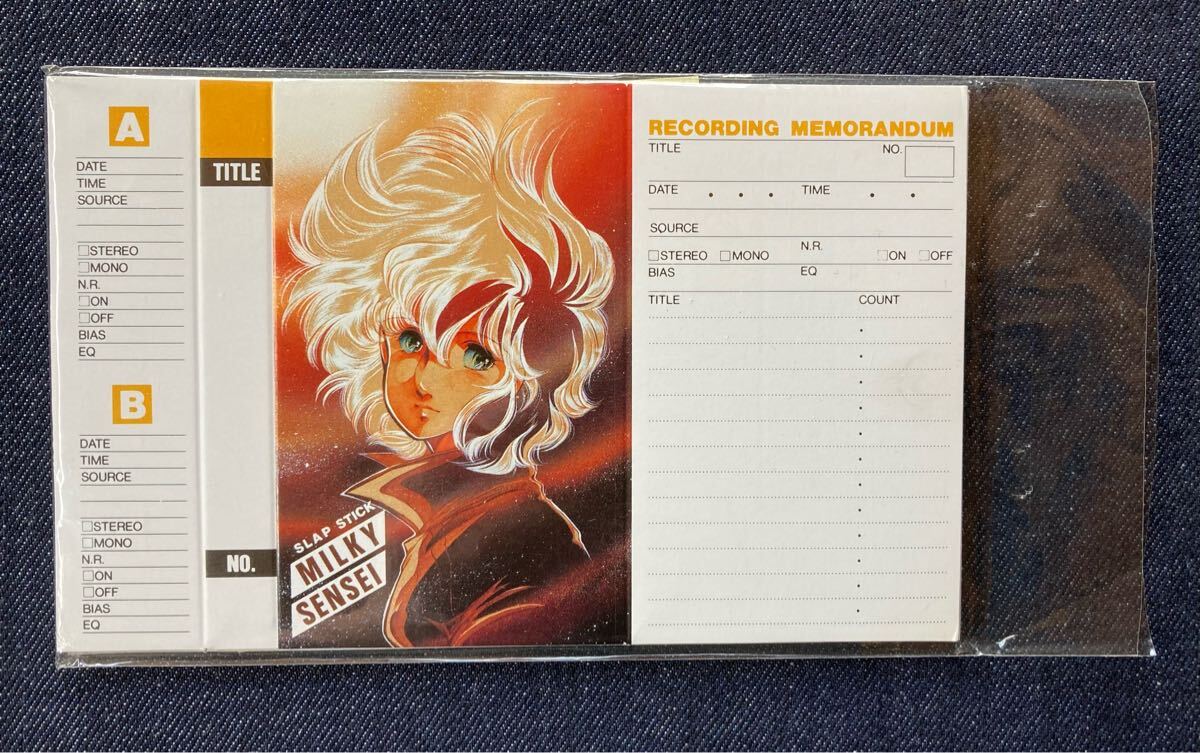 A
DATE
TIME
SOURCE
STEREO
MONO
N.R.
ON
OFF
BIAS
EQ
B
DATE
TIME
SOURCE
STEREO
MONO
N.R.
ON
OFF
BIAS
EQ
TITLE
NO.
SLAP STICK
MILKY
SENSEI
RECORDING MEMORANDUM
TITLE NO.
DATE . . . TIME . .
SOURCE
STEREO MONO N.R. ON OFF
BIAS EQ
TITLE COUNT